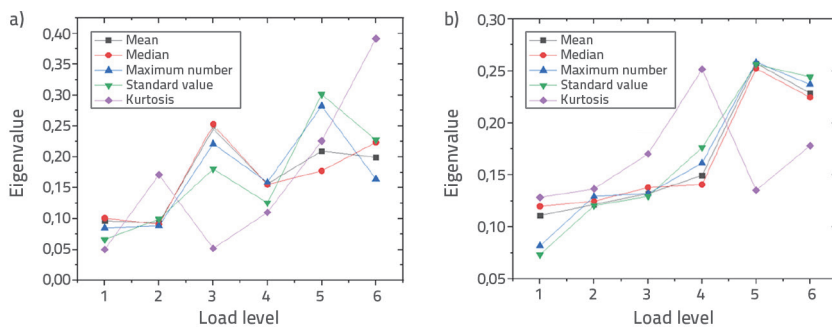 a)
Mean
Median
Maximum number
Standard value
Kurtosis
Eigenvalue
0,40
0,35
0,30
0,25
0,20
0,15
0,10
0,05
0,00
1 2 3 4 5 6
Load level
b)
Mean
Median
Maximum number
Standard value
Kurtosis
Eigenvalue
0,30
0,25
0,20
0,15
0,10
0,05
1 2 3 4 5 6
Load level